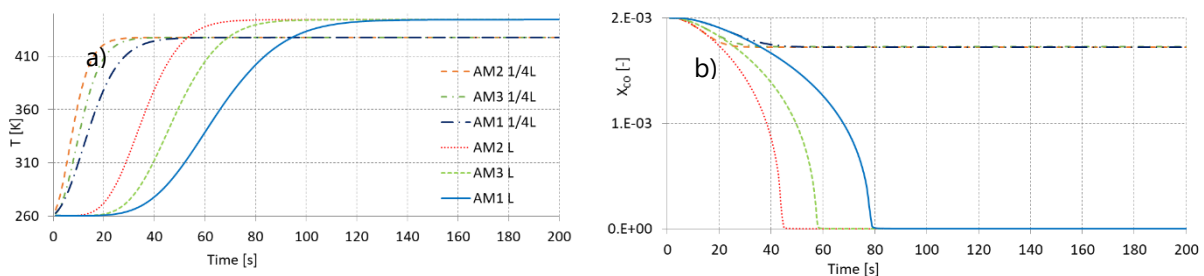 a)
T [K]
410
360
310
260
AM2 1/4L
AM3 1/4L
AM1 1/4L
AM2 L
AM3 L
AM1 L
0 20 40 60 80 100 120 140 160 180 200
Time [s]
b)
XCO [-]
2.E-03
1.E-03
0.E+00
0 20 40 60 80 100 120 140 160 180 200
Time [s]